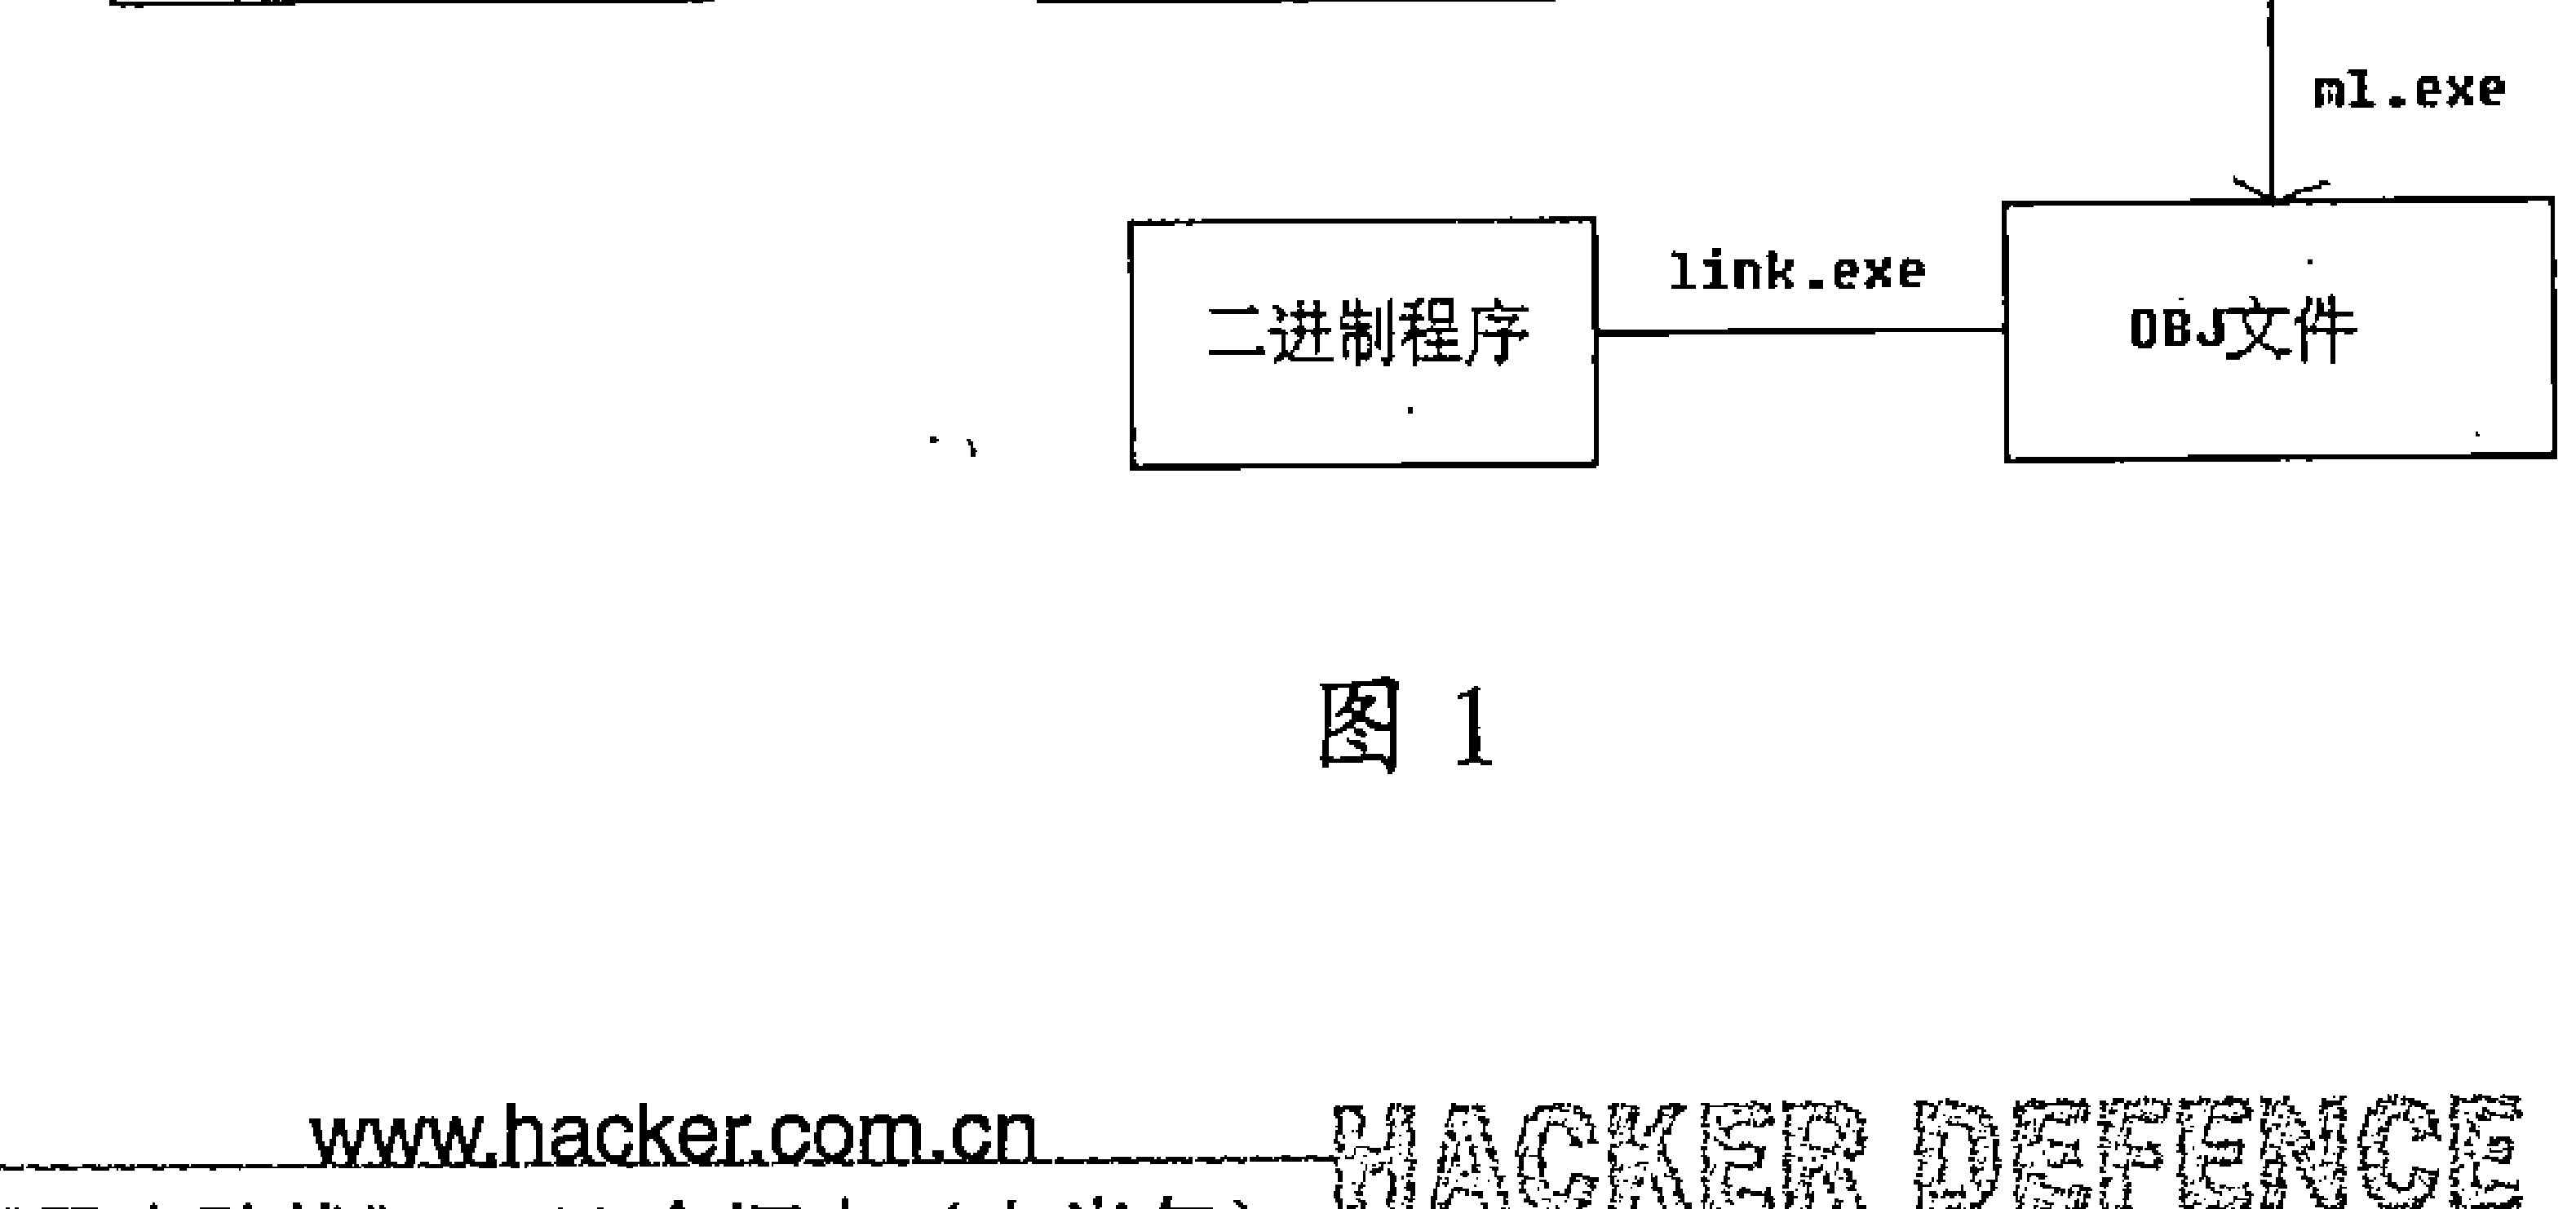 ml.exe
link.exe
二进制程序
OBJ文件
图 1
www.hacker.com.cn
HACKER DEFENCE